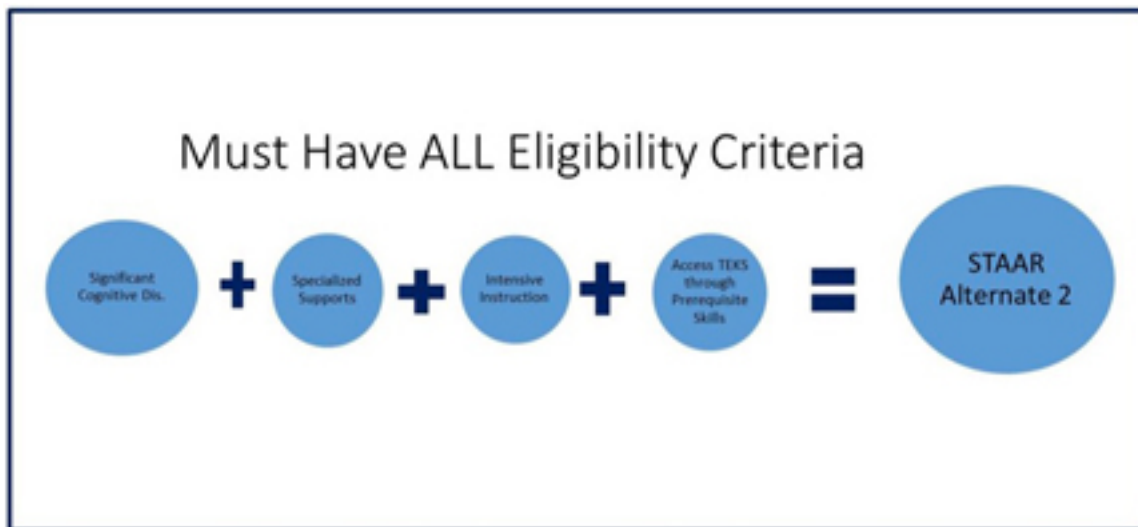 Must Have ALL Eligibility Criteria
Significant
Cognitive Dis.
+
Specialized
Supports
+
Intensive
Instruction
+
Access TEKS
through
Prerequisite
Skills
=
STAAR
Alternate 2